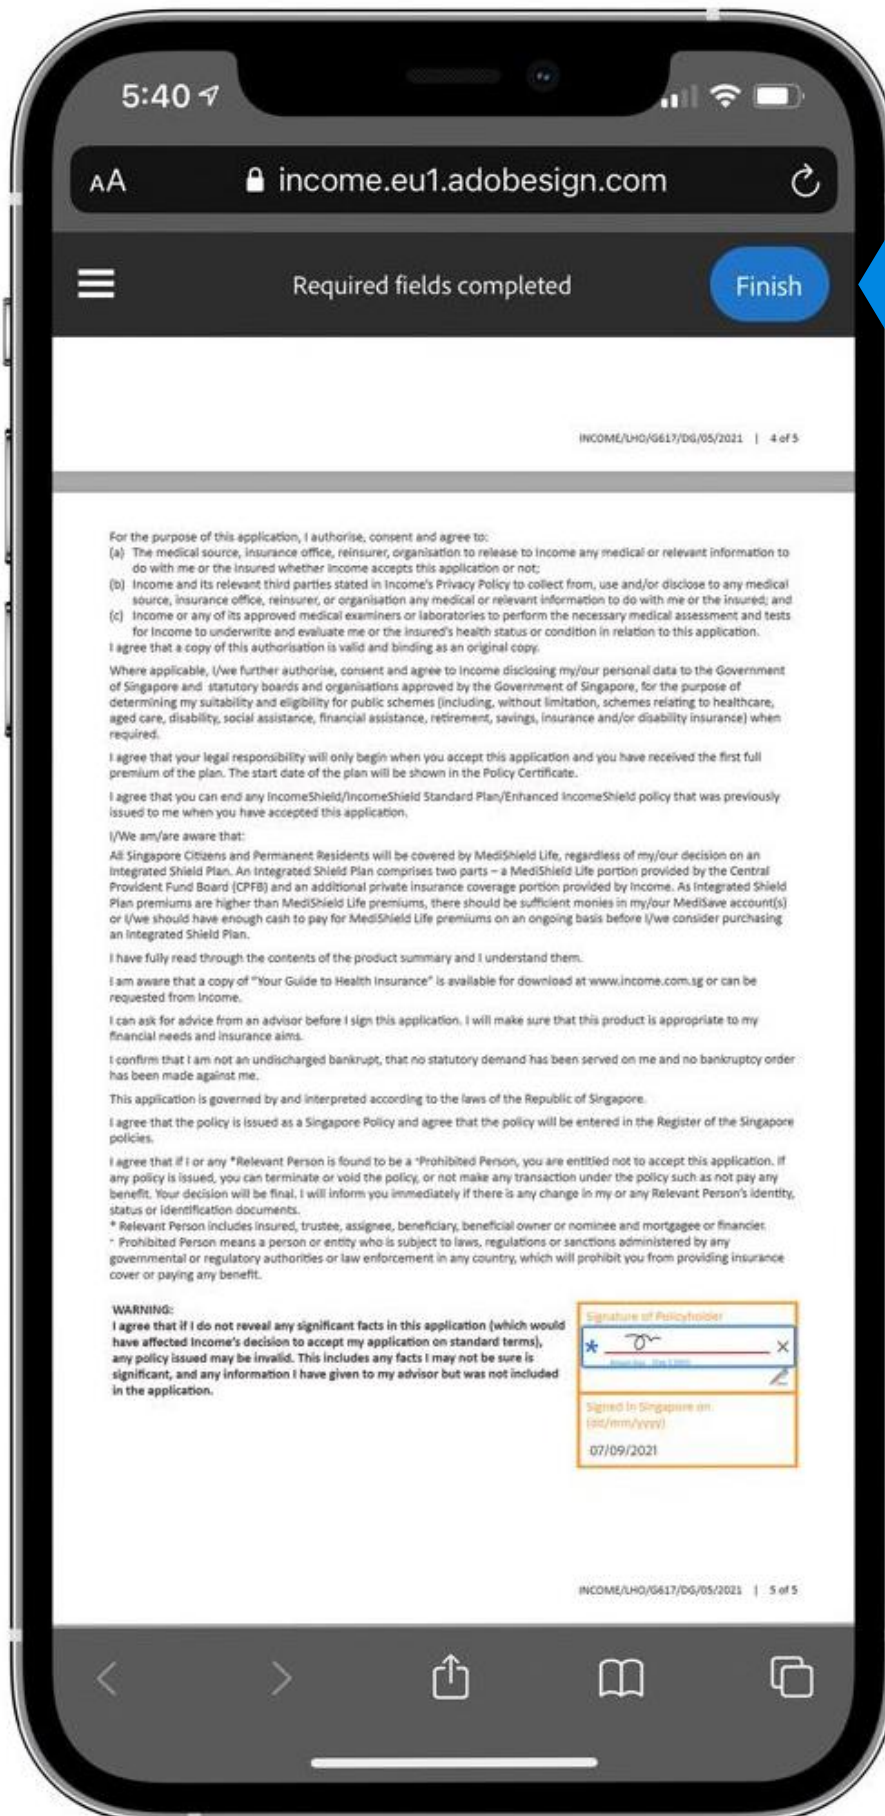 5:40
AA income.eu1.adobesign.com
Required fields completed Finish
INCOME/LHO/G617/DG/05/2021 | 4 of 5
For the purpose of this application, I authorise, consent and agree to:
(a) The medical source, insurance office, reinsurer, organisation to release to Income any medical or relevant information to
do with me or the insured whether Income accepts this application or not;
(b) Income and its relevant third parties stated in Income's Privacy Policy to collect from, use and/or disclose to any medical
source, insurance office, reinsurer, or organisation any medical or relevant information to do with me or the insured; and
(c) Income or any of its approved medical examiners or laboratories to perform the necessary medical assessment and tests
for Income to underwrite and evaluate me or the insured's health status or condition in relation to this application.
I agree that a copy of this authorisation is valid and binding as an original copy.
Where applicable, I/we further authorise, consent and agree to Income disclosing my/our personal data to the Government
of Singapore and statutory boards and organisations approved by the Government of Singapore, for the purpose of
determining my suitability and eligibility for public schemes (including, without limitation, schemes relating to healthcare,
aged care, disability, social assistance, financial assistance, retirement, savings, insurance and/or disability insurance) when
required.
I agree that your legal responsibility will only begin when you accept this application and you have received the first full
premium of the plan. The start date of the plan will be shown in the Policy Certificate.
I agree that you can end any IncomeShield/IncomeShield Standard Plan/Enhanced IncomeShield policy that was previously
issued to me when you have accepted this application.
I/We am/are aware that:
All Singapore Citizens and Permanent Residents will be covered by MediShield Life, regardless of my/our decision on an
Integrated Shield Plan. An Integrated Shield Plan comprises two parts – a MediShield Life portion provided by the Central
Provident Fund Board (CPFB) and an additional private insurance coverage portion provided by Income. As Integrated Shield
Plan premiums are higher than MediShield Life premiums, there should be sufficient monies in my/our MediSave account(s)
or I/we should have enough cash to pay for MediShield Life premiums on an ongoing basis before I/we consider purchasing
an Integrated Shield Plan.
I have fully read through the contents of the product summary and I understand them.
I am aware that a copy of "Your Guide to Health Insurance" is available for download at www.income.com.sg or can be
requested from Income.
I can ask for advice from an advisor before I sign this application. I will make sure that this product is appropriate to my
financial needs and insurance aims.
I confirm that I am not an undischarged bankrupt, that no statutory demand has been served on me and no bankruptcy order
has been made against me.
This application is governed by and interpreted according to the laws of the Republic of Singapore.
I agree that the policy is issued as a Singapore Policy and agree that the policy will be entered in the Register of the Singapore
policies.
I agree that if I or any *Relevant Person is found to be a ⁺Prohibited Person, you are entitled not to accept this application. If
any policy is issued, you can terminate or void the policy, or not make any transaction under the policy such as not pay any
benefit. Your decision will be final. I will inform you immediately if there is any change in my or any Relevant Person's identity,
status or identification documents.
* Relevant Person includes insured, trustee, assignee, beneficiary, beneficial owner or nominee and mortgagee or financier.
⁺ Prohibited Person means a person or entity who is subject to laws, regulations or sanctions administered by any
governmental or regulatory authorities or law enforcement in any country, which will prohibit you from providing insurance
cover or paying any benefit.
WARNING:
I agree that if I do not reveal any significant facts in this application (which would
have affected Income's decision to accept my application on standard terms),
any policy issued may be invalid. This includes any facts I may not be sure is
significant, and any information I have given to my advisor but was not included
in the application.
Signature of Policyholder
Signed in Singapore on
(dd/mm/yyyy)
07/09/2021
INCOME/LHO/G617/DG/05/2021 | 5 of 5